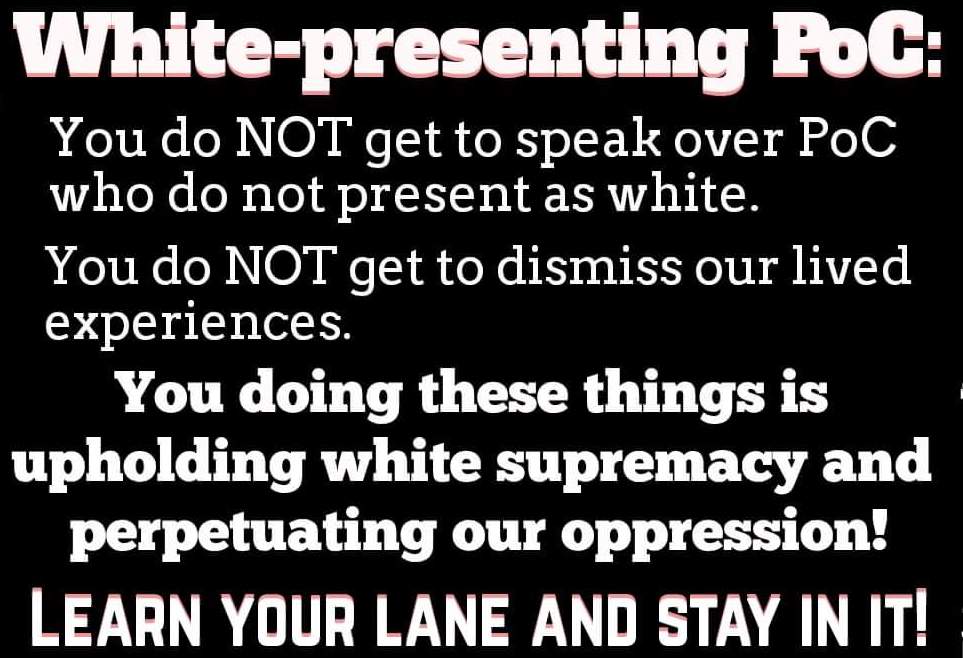 White-presenting PoC:
You do NOT get to speak over PoC
who do not present as white.
You do NOT get to dismiss our lived
experiences.
You doing these things is
upholding white supremacy and
perpetuating our oppression!
LEARN YOUR LANE AND STAY IN IT!